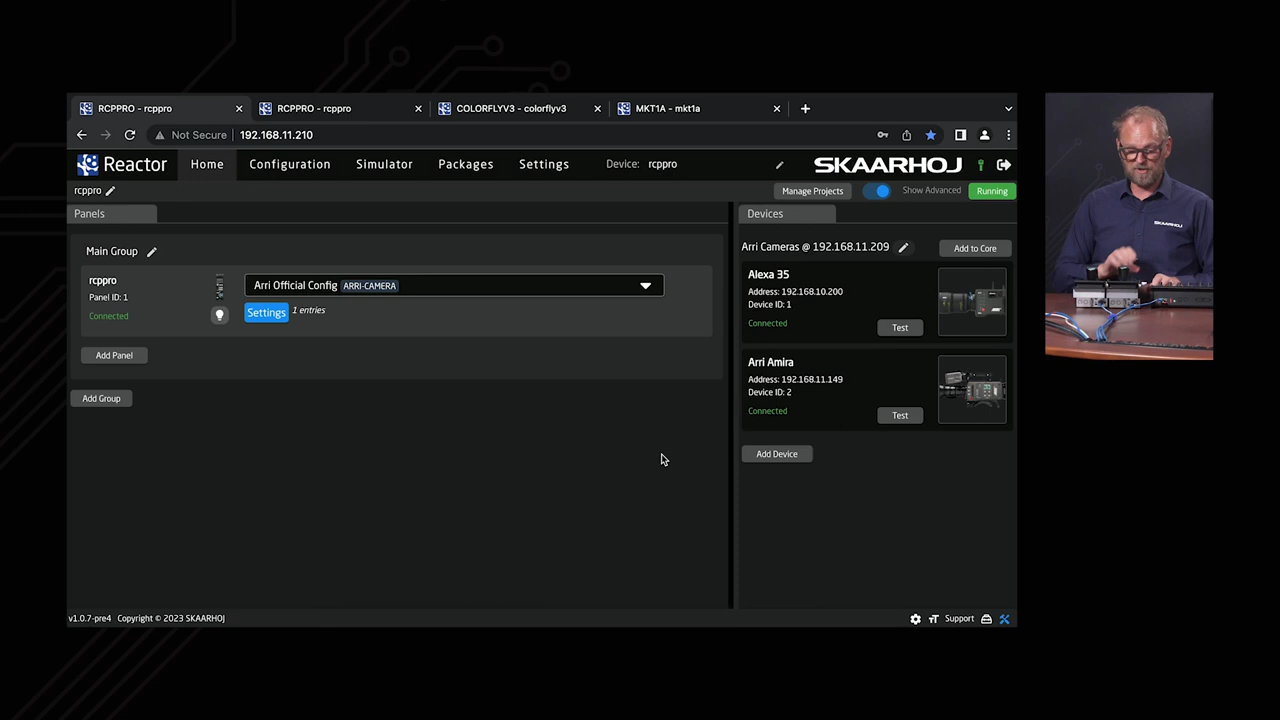 RCPPRO - rcppro
RCPPRO - rcppro
COLORFLYV3 - colorflyv3
MKT1A - mkt1a
Not Secure
192.168.11.210
Reactor
Home
Configuration
Simulator
Packages
Settings
Device:
rcppro
SKAARHOJ
rcppro
Manage Projects
Show Advanced
Running
Panels
Main Group
rcppro
Panel ID: 1
Connected
Arri Official Config ARRI-CAMERA
Settings
1 entries
Add Panel
Add Group
Devices
Arri Cameras @ 192.168.11.209
Add to Core
Alexa 35
Address: 192.168.10.200
Device ID: 1
Connected
Test
Arri Amira
Address: 192.168.11.149
Device ID: 2
Connected
Test
Add Device
v1.0.7-pre4 Copyright © 2023 SKAARHOJ
Support
SKAARHOJ